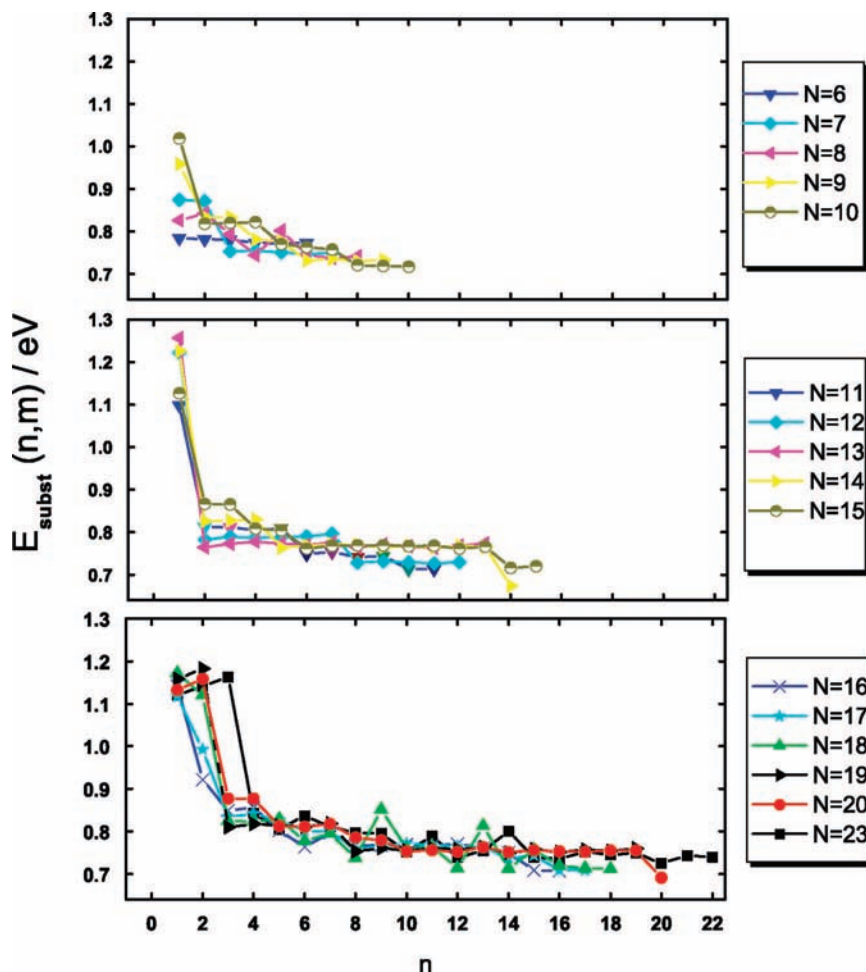 1.3
1.2
1.1
1.0
0.9
0.8
0.7
N=6
N=7
N=8
N=9
N=10
1.3
1.2
1.1
1.0
0.9
0.8
0.7
N=11
N=12
N=13
N=14
N=15
E subst (n,m) / eV
1.3
1.2
1.1
1.0
0.9
0.8
0.7
N=16
N=17
N=18
N=19
N=20
N=23
0 2 4 6 8 10 12 14 16 18 20 22
n